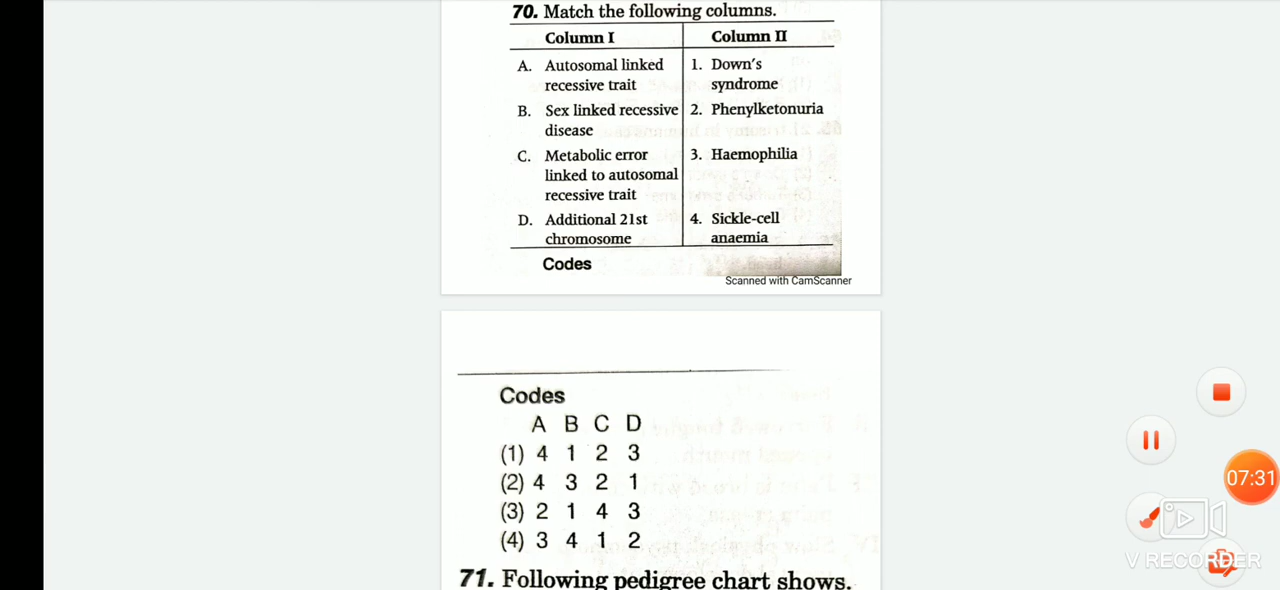 70. Match the following columns.
Column I Column II
A. Autosomal linked 1. Down's
recessive trait syndrome
B. Sex linked recessive 2. Phenylketonuria
disease
C. Metabolic error 3. Haemophilia
linked to autosomal
recessive trait
D. Additional 21st 4. Sickle-cell
chromosome anaemia
Codes
Scanned with CamScanner
Codes
A B C D
(1) 4 1 2 3
(2) 4 3 2 1
(3) 2 1 4 3
(4) 3 4 1 2
71. Following pedigree chart shows.
07:31
V RECORDER